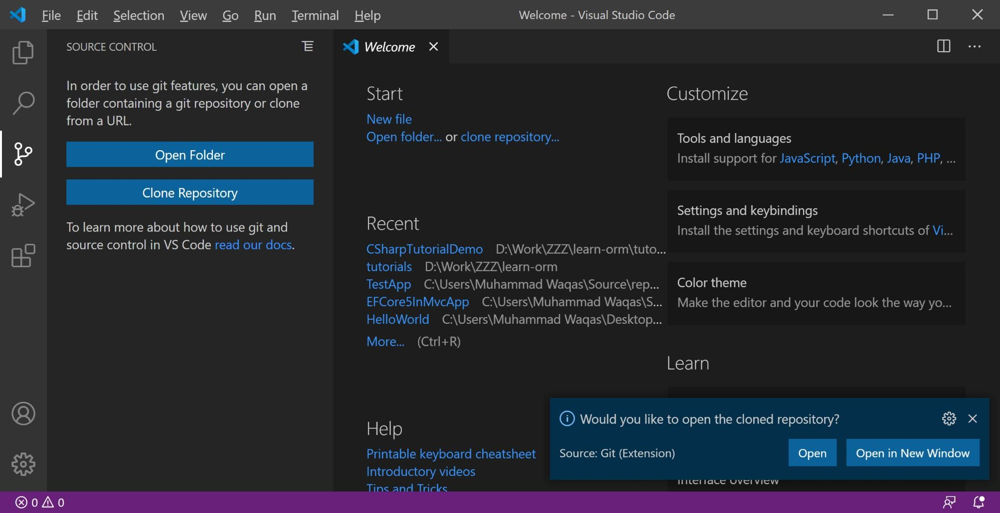 File Edit Selection View Go Run Terminal Help
Welcome - Visual Studio Code
SOURCE CONTROL
In order to use git features, you can open a
folder containing a git repository or clone
from a URL.
Open Folder
Clone Repository
To learn more about how to use git and
source control in VS Code read our docs.
Welcome
Start
New file
Open folder... or clone repository...
Recent
CSharpTutorialDemo D:\Work\ZZZ\learn-orm\tuto...
tutorials D:\Work\ZZZ\learn-orm
TestApp C:\Users\Muhammad Waqas\Source\rep...
EFCore5InMvcApp C:\Users\Muhammad Waqas\S...
HelloWorld C:\Users\Muhammad Waqas\Desktop...
More... (Ctrl+R)
Help
Printable keyboard cheatsheet
Introductory videos
Tips and Tricks
Customize
Tools and languages
Install support for JavaScript, Python, Java, PHP, ...
Settings and keybindings
Install the settings and keyboard shortcuts of Vi...
Color theme
Make the editor and your code look the way yo...
Learn
Would you like to open the cloned repository?
Source: Git (Extension)
Open
Open in New Window
Interface overview
0 0